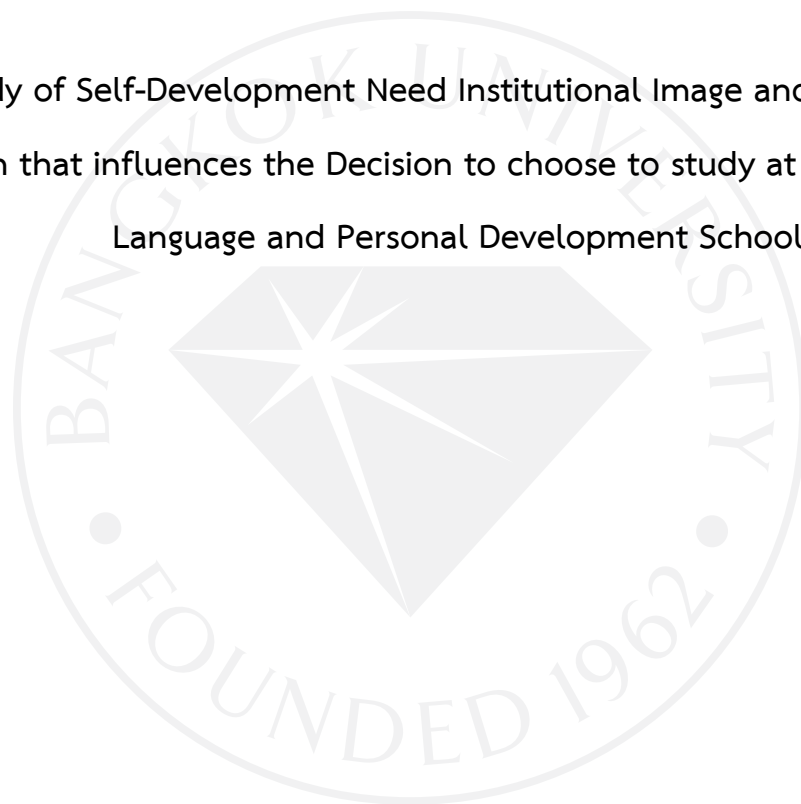 dy of Self-Development Need Institutional Image and
n that influences the Decision to choose to study at
Language and Personal Development School
BANGKOK UNIVERSITY
FOUNDED 1962